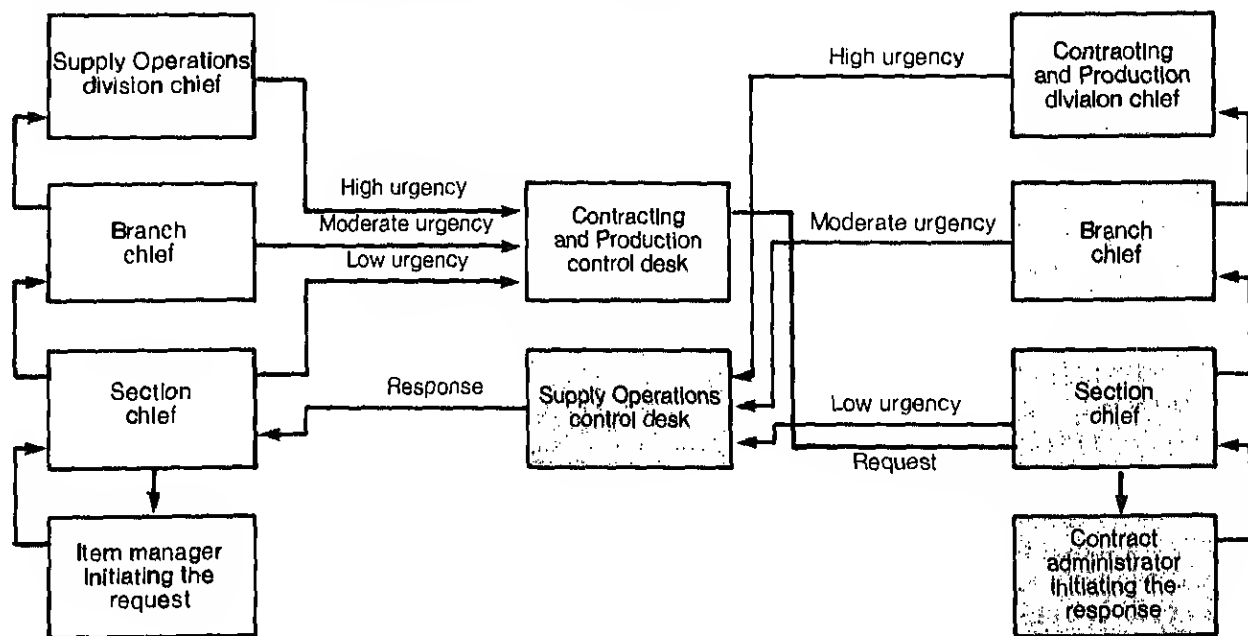 Supply Operations
division chief
High urgency
Contraoting
and Production
divialon chief
High urgency
Moderate urgency
Low urgency
Branch
chief
Contracting
and Production
control desk
Moderate urgency
Branch
chief
Section
chief
Response
Supply Operations
control desk
Low urgency
Request
Section
chief
Item manager
Initiating the
request
Contract
administrator
initiating the
response